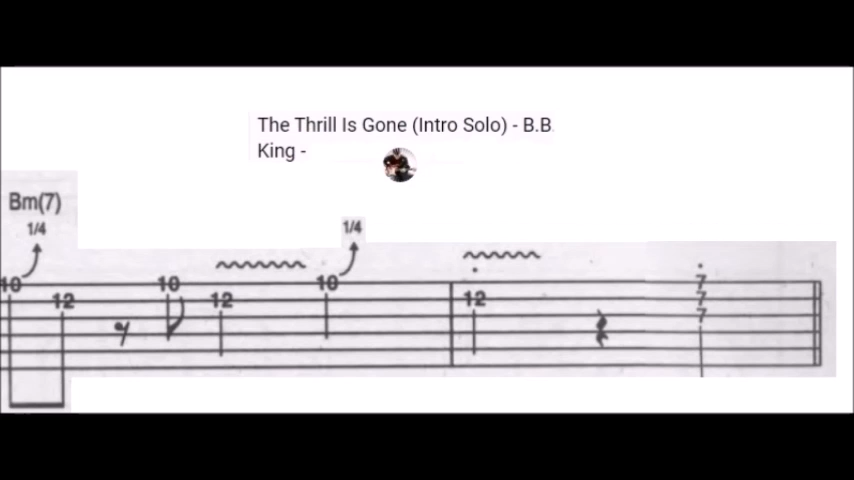 The Thrill Is Gone (Intro Solo) - B.B.
King -
Bm(7)
1/4 1/4
10 10 10 7
12 12 12 7
7